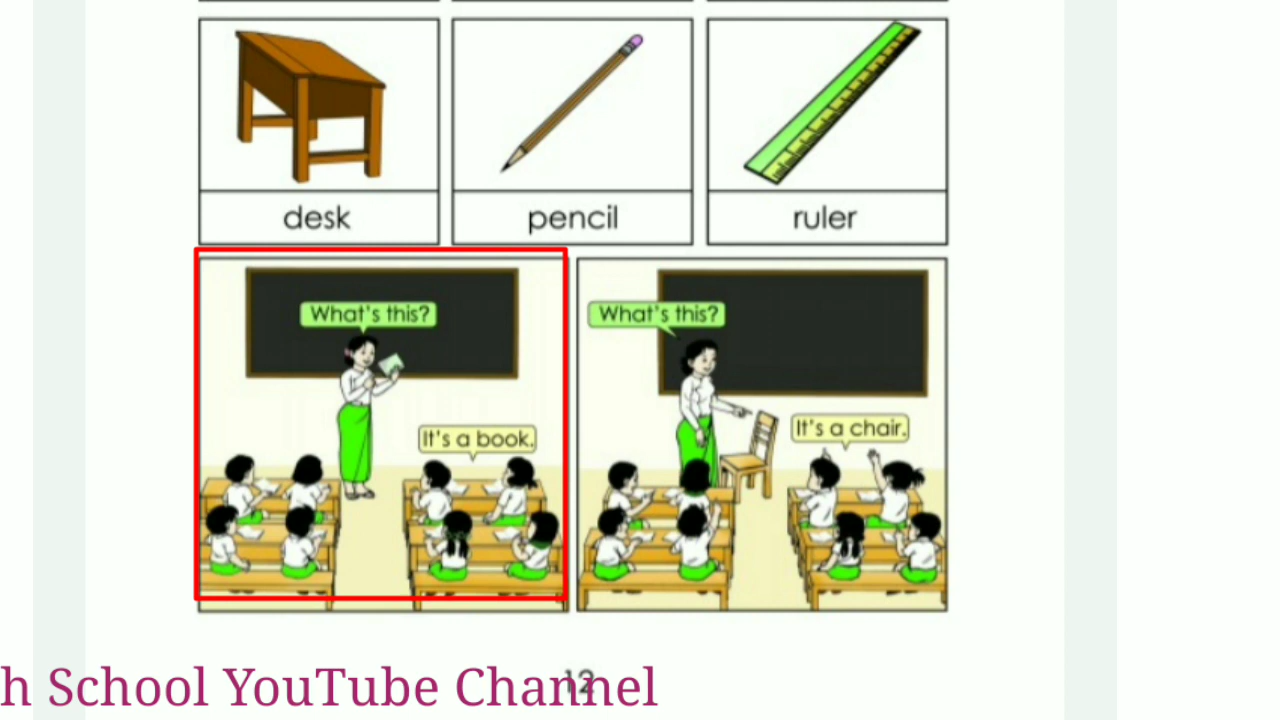 desk
pencil
ruler
What's this?
It's a book.
What's this?
It's a chair.
12
h School YouTube Channel